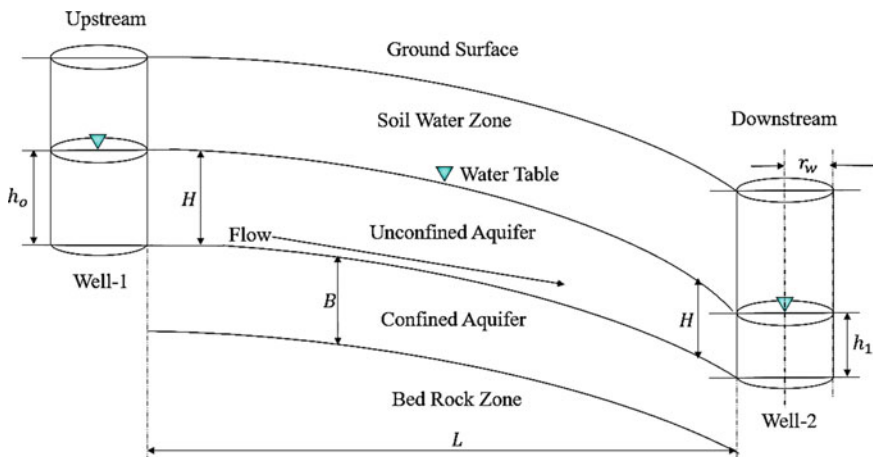 Upstream
Ground Surface
Soil Water Zone
Downstream
r_w
Water Table
h_o
H
Flow
Unconfined Aquifer
Well-1
B
H
Confined Aquifer
h_1
Bed Rock Zone
Well-2
L